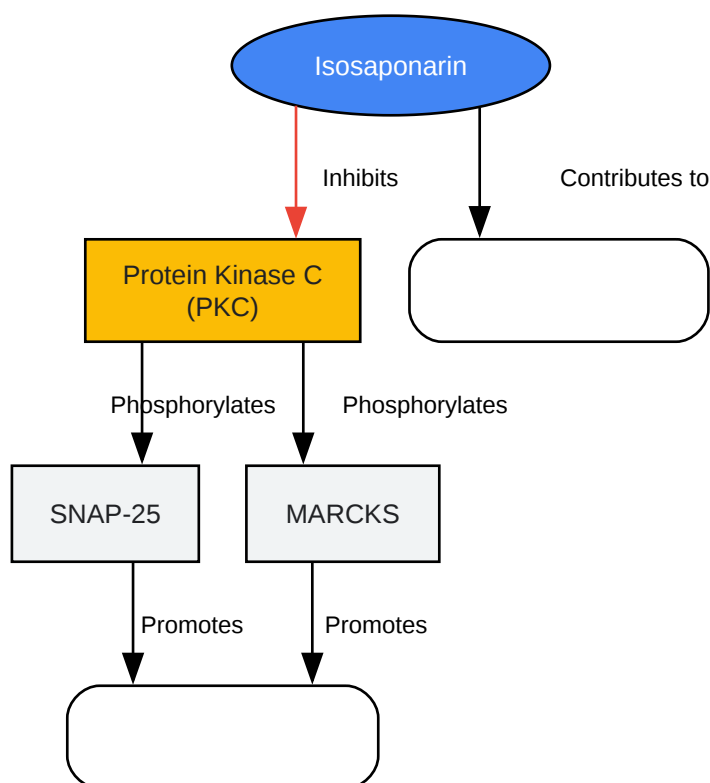 Isosaponarin
Inhibits
Contributes to
Protein Kinase C
(PKC)
Phosphorylates
Phosphorylates
SNAP-25
MARCKS
Promotes
Promotes